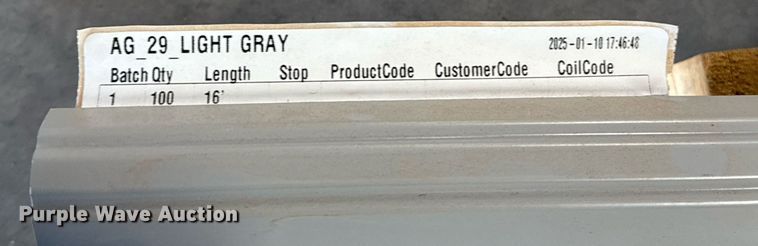 AG_29_LIGHT GRAY 2025-01-10 17:46:48
Batch Qty Length Stop ProductCode CustomerCode CoilCode
1 100 16'
Purple Wave Auction